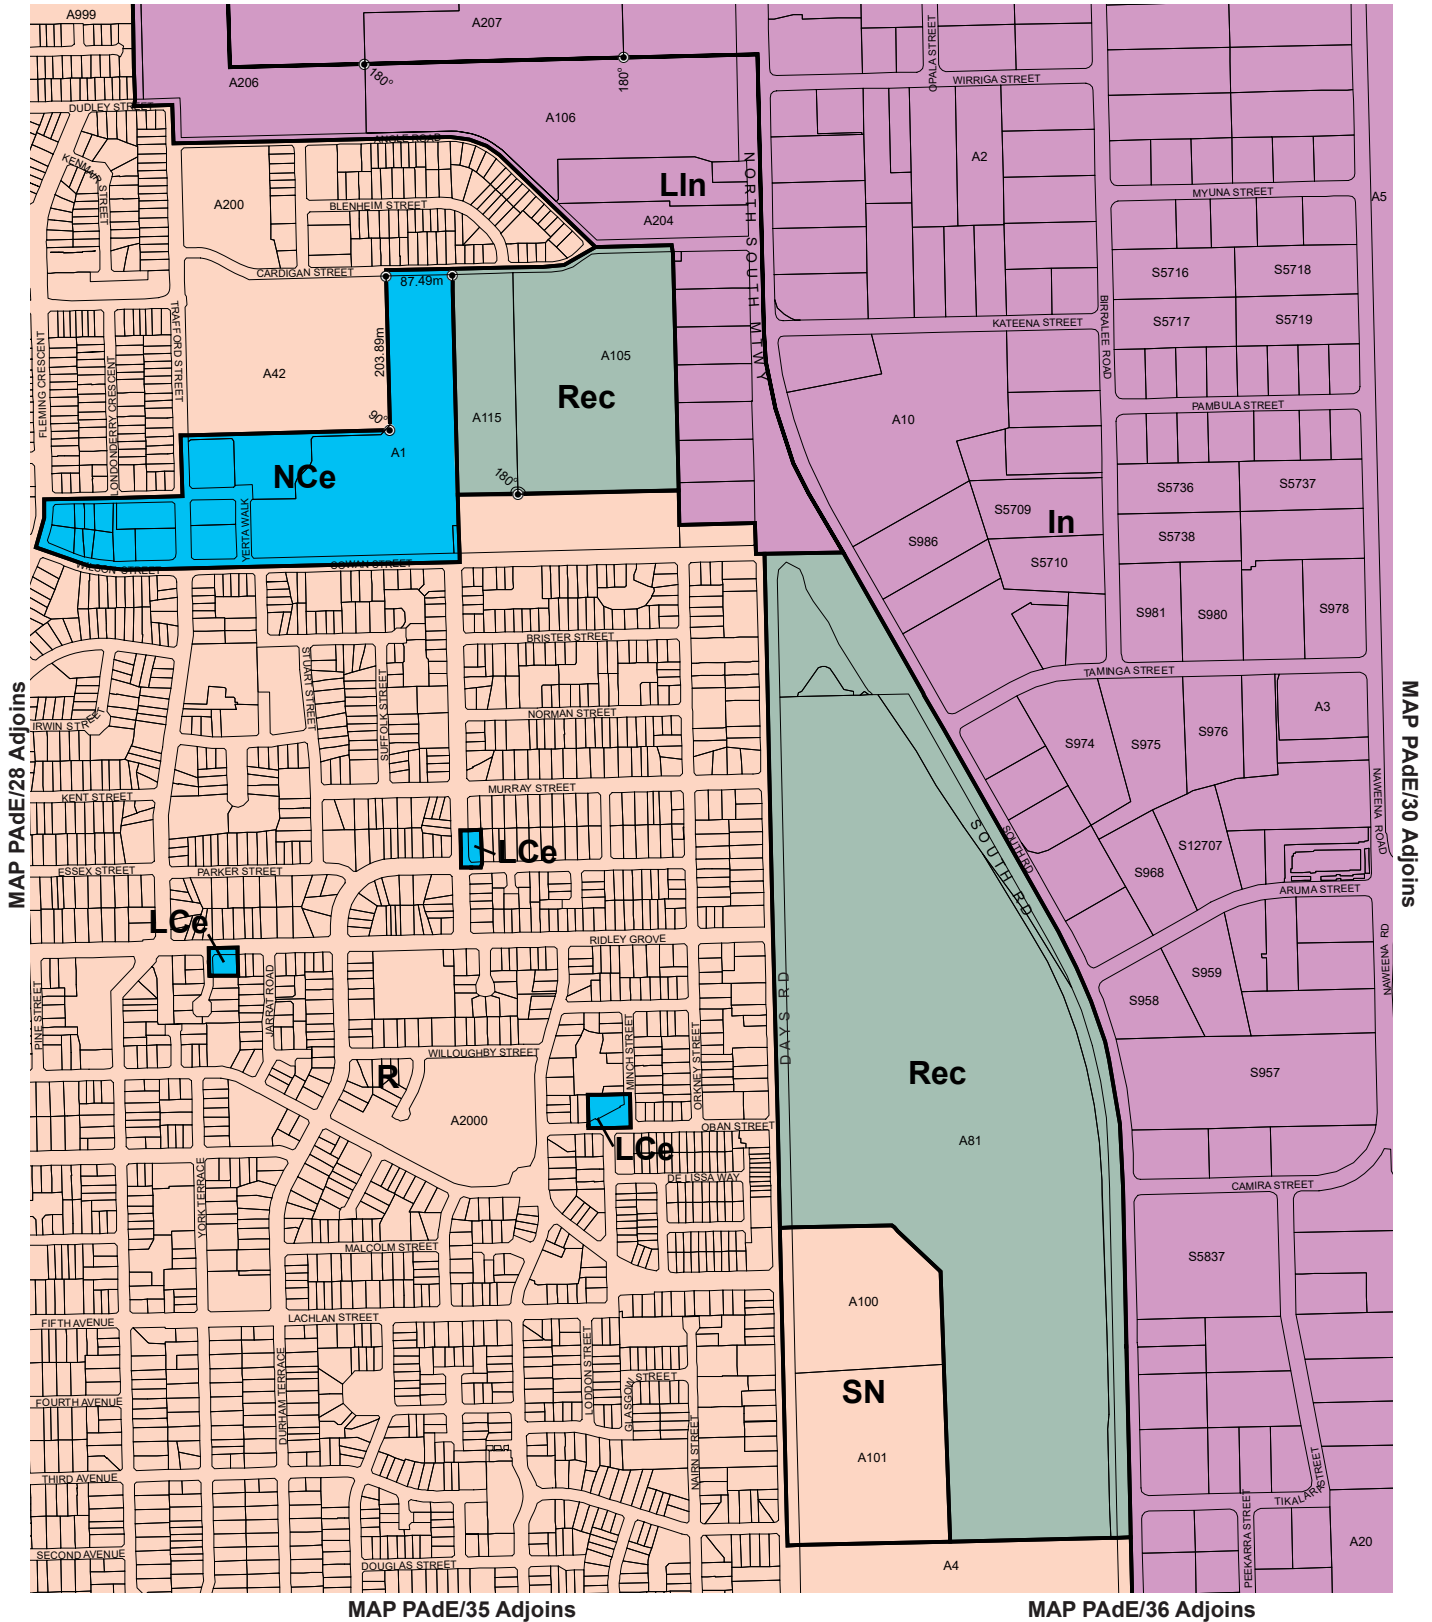 A999
A207
A206
180°
180°
OPALA STREET
WIRRIGA STREET
DUDLEY STREET
A106
ANGLE ROAD
KENMAIR STREET
A2
LIn
NORTH SOUTH MTWY
MYUNA STREET
A5
A200
BLENHEIM STREET
A204
CARDIGAN STREET
87.49m
S5716
S5718
TRAFFORD STREET
BIRRALEE ROAD
S5717
S5719
KATEENA STREET
FLEMING CRESCENT
LONDONDERRY CRESCENT
203.89m
A105
A42
Rec
PAMBULA STREET
90°
A115
A10
A1
NCe
180°
S5736
S5737
YERTA WALK
S5709
In
S986
S5738
WILSON STREET
COWAN STREET
S5710
S981
S980
S978
BRISTER STREET
STUART STREET
SUFFOLK STREET
TAMINGA STREET
MAP PAdE/28 Adjoins
MAP PAdE/30 Adjoins
IRWIN STREET
NORMAN STREET
A3
S974
S975
S976
KENT STREET
MURRAY STREET
NAWEENA ROAD
SOUTH RD
SOUTH RD
LCe
S12707
ESSEX STREET
PARKER STREET
S968
ARUMA STREET
LCe
RIDLEY GROVE
NAWEENA RD
S959
PINE STREET
JARRAT ROAD
DAYS RD
S958
MINCH STREET
ORKNEY STREET
WILLOUGHBY STREET
R
Rec
S957
A2000
OBAN STREET
A81
LCe
DE LISSA WAY
YORK TERRACE
CAMIRA STREET
MALCOLM STREET
S5837
A100
FIFTH AVENUE
LACHLAN STREET
DURHAM TERRACE
LODDON STREET
GLASGOW STREET
SN
FOURTH AVENUE
NAIRN STREET
A101
THIRD AVENUE
TIKALARA STREET
PEEKARRA STREET
A20
SECOND AVENUE
DOUGLAS STREET
A4
MAP PAdE/35 Adjoins
MAP PAdE/36 Adjoins